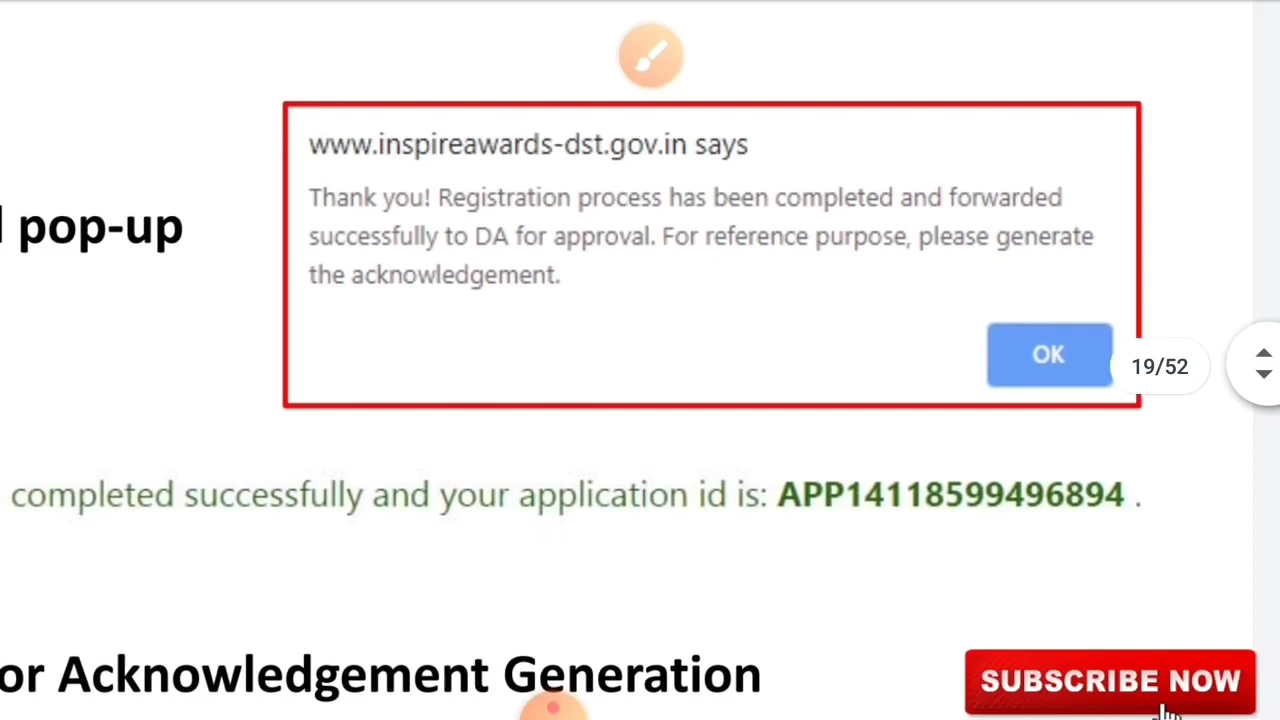 www.inspireawards-dst.gov.in says
Thank you! Registration process has been completed and forwarded
successfully to DA for approval. For reference purpose, please generate
the acknowledgement.
pop-up
OK
19/52
completed successfully and your application id is: APP14118599496894 .
or Acknowledgement Generation
SUBSCRIBE NOW